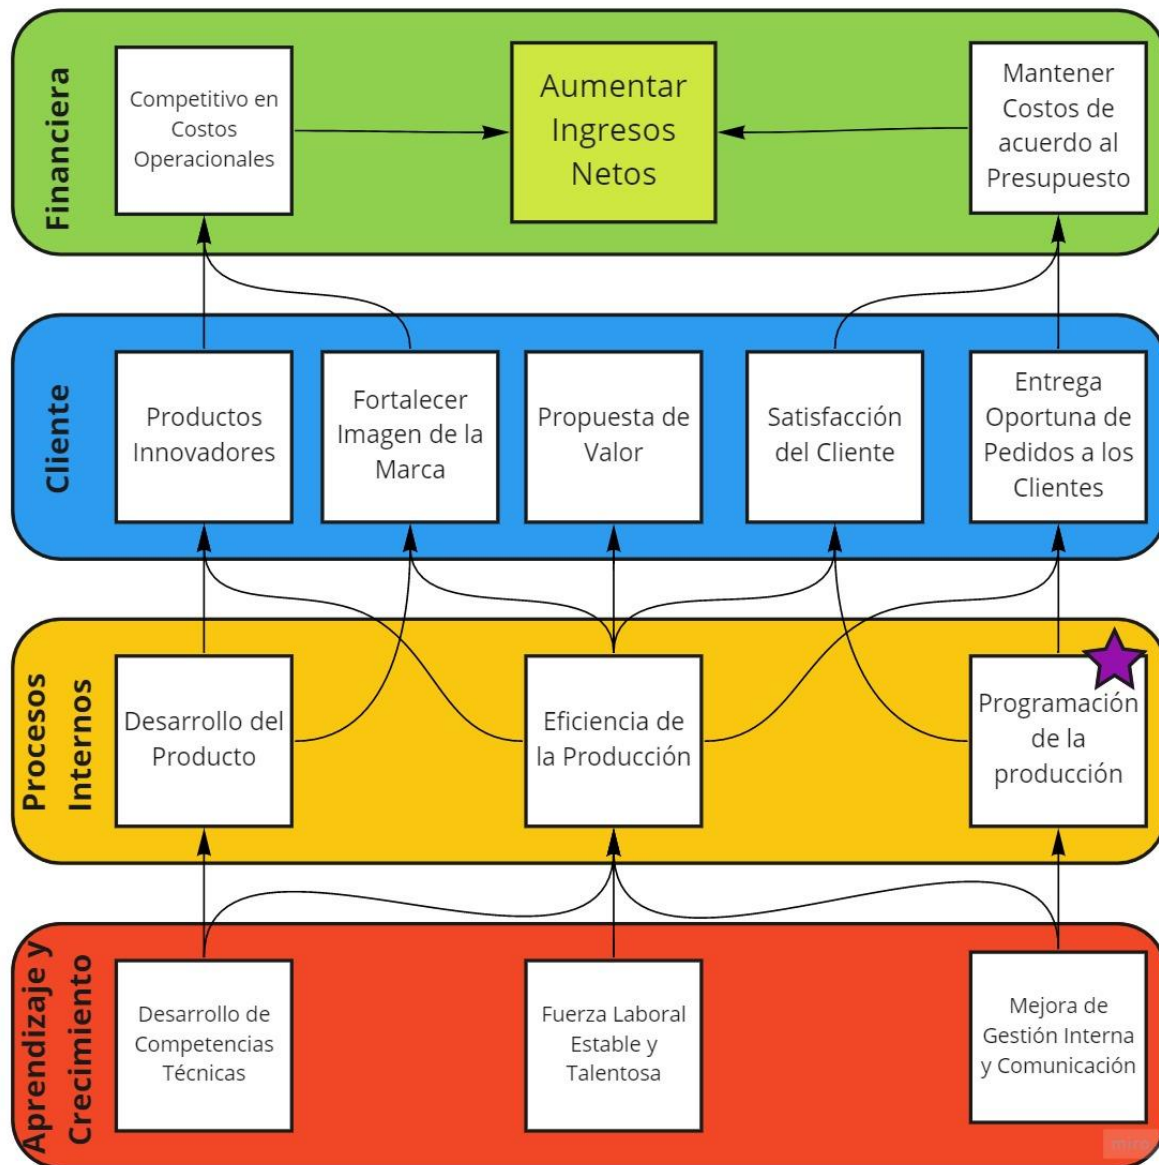 Financiera
Competitivo en
Costos
Operacionales
Aumentar
Ingresos
Netos
Mantener
Costos de
acuerdo al
Presupuesto
Cliente
Productos
Innovadores
Fortalecer
Imagen de la
Marca
Propuesta de
Valor
Satisfacción
del Cliente
Entrega
Oportuna de
Pedidos a los
Clientes
Procesos
Internos
Desarrollo del
Producto
Eficiencia de
la Producción
Programación
de la
producción
Aprendizaje y
Crecimiento
Desarrollo de
Competencias
Técnicas
Fuerza Laboral
Estable y
Talentosa
Mejora de
Gestión Interna
y Comunicación
miro